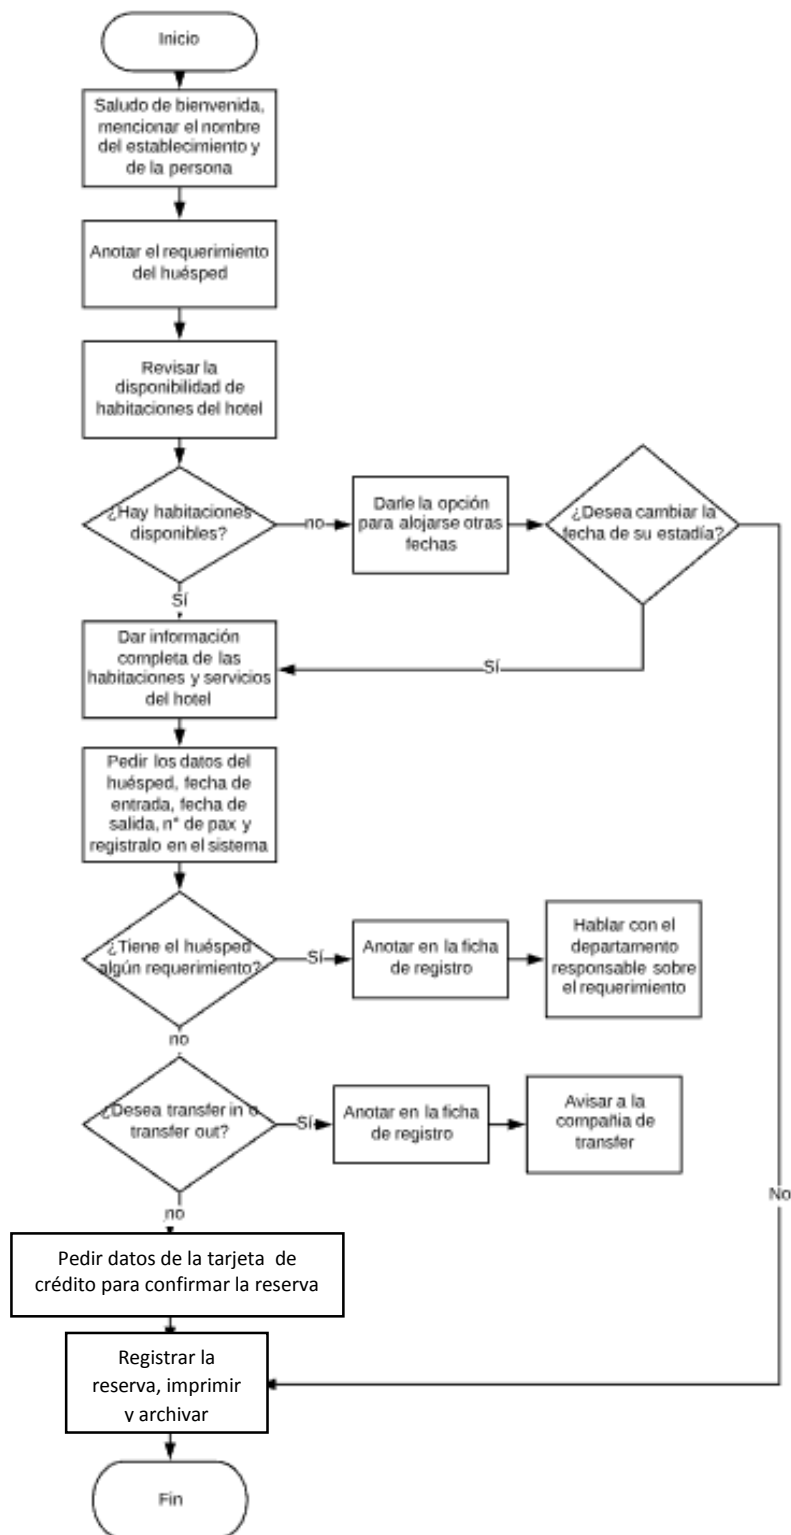 Inicio
Saludo de bienvenida,
mencionar el nombre
del establecimiento y
de la persona
Anotar el requerimiento
del huésped
Revisar la
disponibilidad de
habitaciones del hotel
¿Hay habitaciones
disponibles?
no
Darle la opción
para alojarse otras
fechas
¿Desea cambiar la
fecha de su estadía?
Sí
Dar información
completa de las
habitaciones y servicios
del hotel
Sí
Pedir los datos del
huésped, fecha de
entrada, fecha de
salida, n° de pax y
registralo en el sistema
¿Tiene el huésped
algún requerimiento?
Sí
Anotar en la ficha
de registro
Hablar con el
departamento
responsable sobre
el requerimiento
no
¿Desea transfer in o
transfer out?
Sí
Anotar en la ficha
de registro
Avisar a la
compañia de
transfer
No
no
Pedir datos de la tarjeta de
crédito para confirmar la reserva
Registrar la
reserva, imprimir
y archivar
Fin